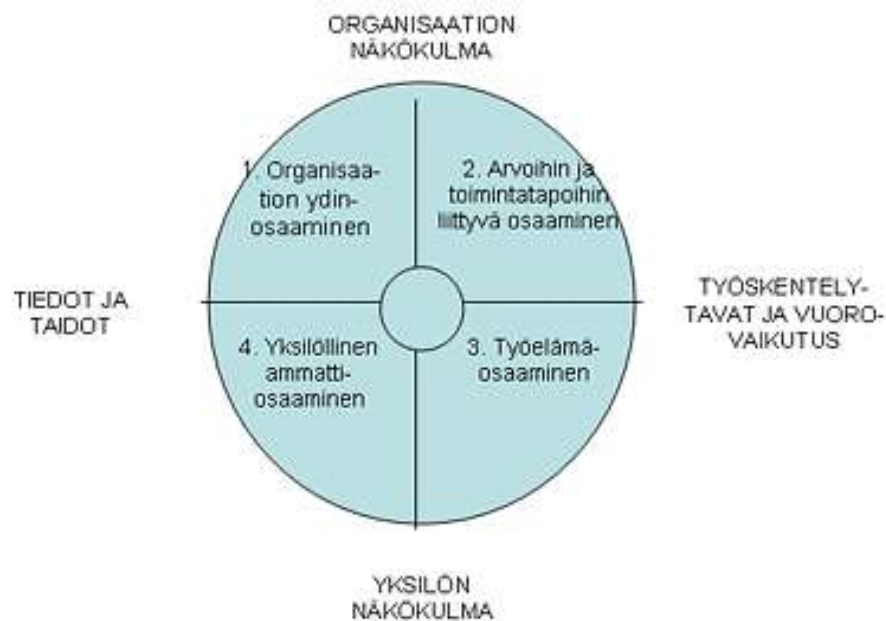 ORGANISAATION
NÄKÖKULMA
1. Organisaa-
tion ydin-
osaaminen
2. Arvoihin ja
toimintatapoihin
liittyvä osaaminen
TIEDOT JA
TAIDOT
TYÖSKENTELY-
TAVAT JA VUORO-
VAIKUTUS
4. Yksilöllinen
ammatti-
osaaminen
3. Työelämä-
osaaminen
YKSILÖN
NÄKÖKULMA